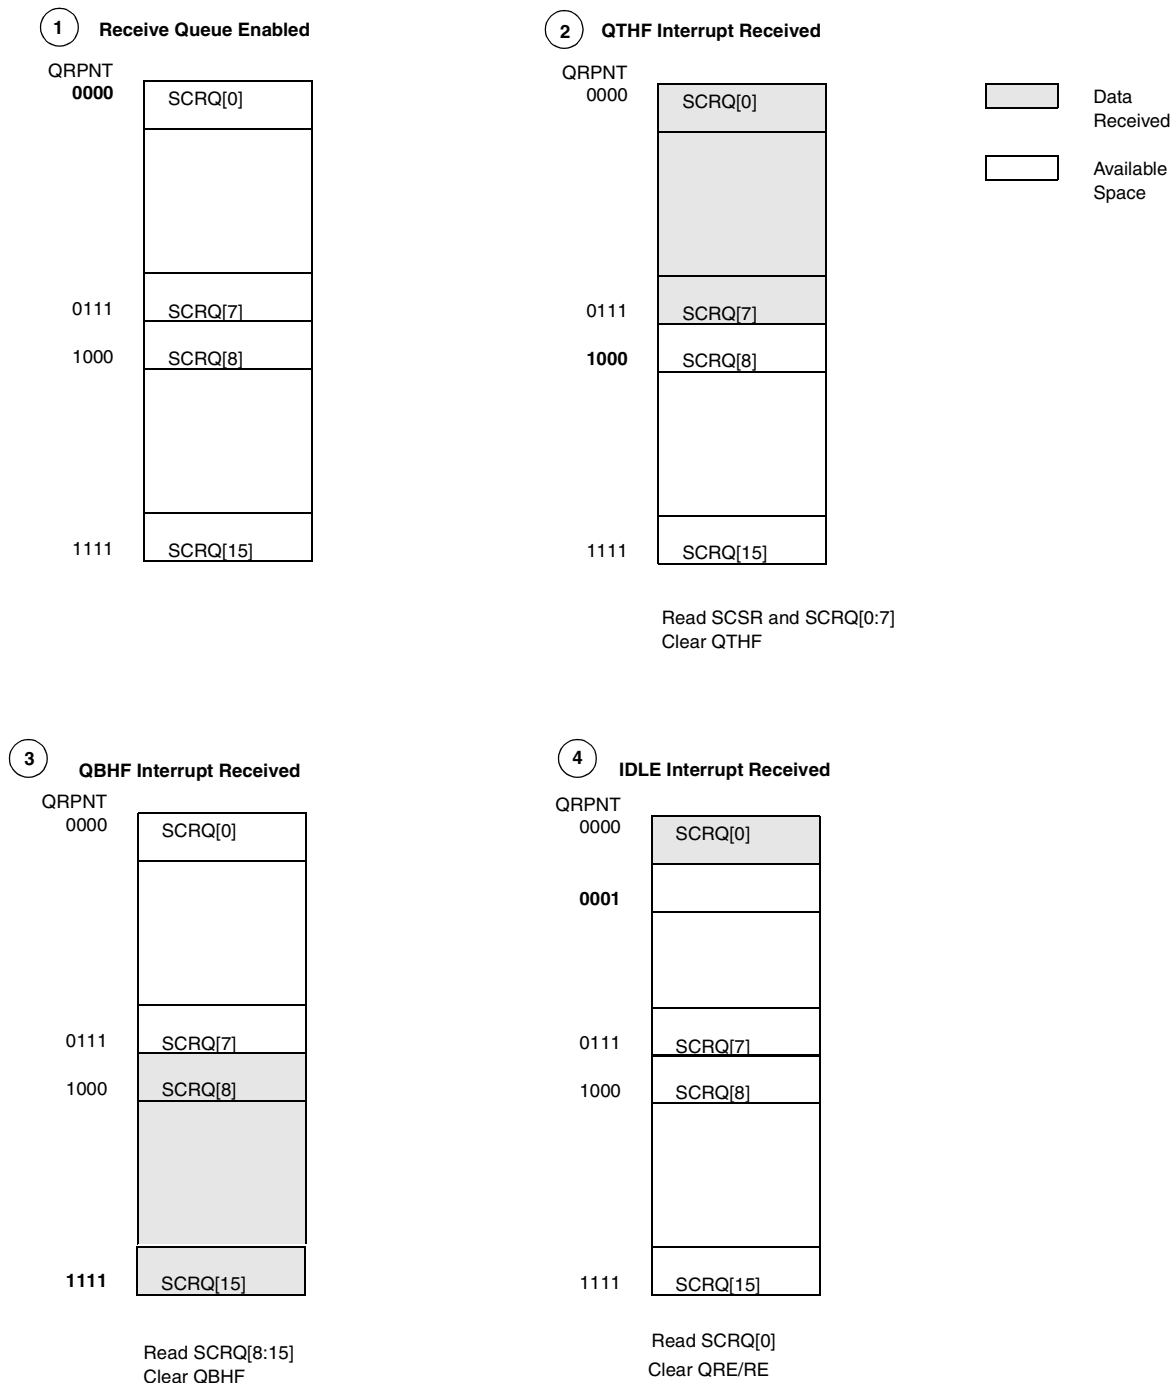 1 Receive Queue Enabled
QRPNT
0000 SCRQ[0]
0111 SCRQ[7]
1000 SCRQ[8]
1111 SCRQ[15]
2 QTHF Interrupt Received
QRPNT
0000 SCRQ[0]
0111 SCRQ[7]
1000 SCRQ[8]
1111 SCRQ[15]
Read SCSR and SCRQ[0:7]
Clear QTHF
Data
Received
Available
Space
3 QBHF Interrupt Received
QRPNT
0000 SCRQ[0]
0111 SCRQ[7]
1000 SCRQ[8]
1111 SCRQ[15]
Read SCRQ[8:15]
Clear QBHF
4 IDLE Interrupt Received
QRPNT
0000 SCRQ[0]
0001
0111 SCRQ[7]
1000 SCRQ[8]
1111 SCRQ[15]
Read SCRQ[0]
Clear QRE/RE